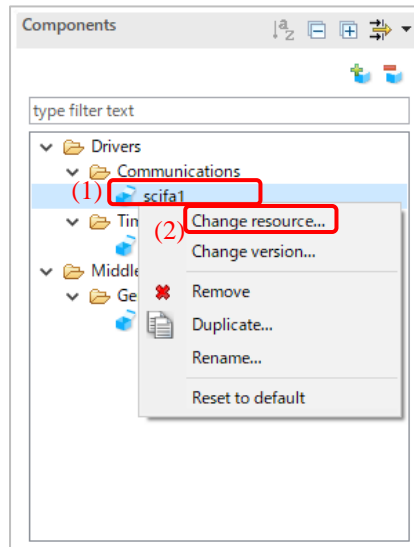 Components
type filter text
Drivers
Communications
(1) scifa1
Tim
(2) Change resource...
Change version...
Middle
Ge
Remove
Duplicate...
Rename...
Reset to default